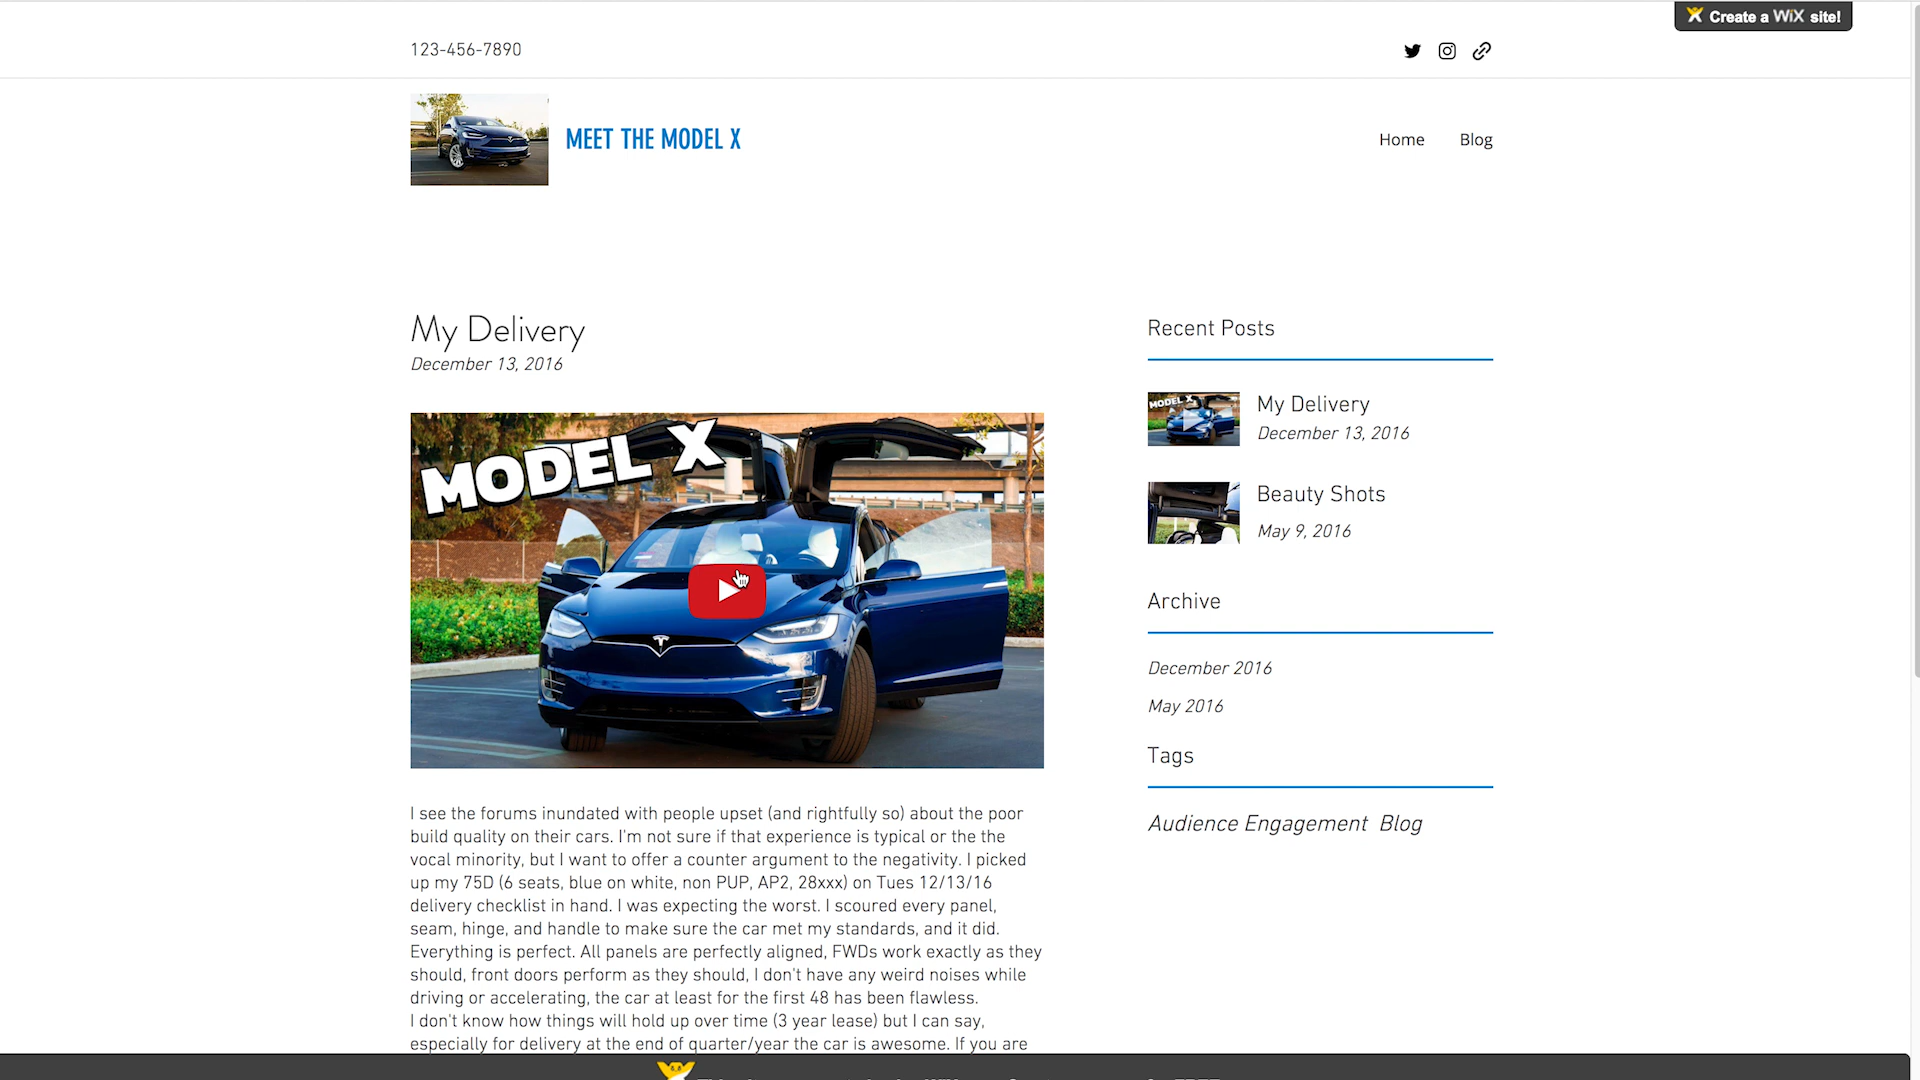 Create a WiX site!
123-456-7890
MEET THE MODEL X
Home
Blog
My Delivery
December 13, 2016
MODEL X
I see the forums inundated with people upset (and rightfully so) about the poor
build quality on their cars. I'm not sure if that experience is typical or the the
vocal minority, but I want to offer a counter argument to the negativity. I picked
up my 75D (6 seats, blue on white, non PUP, AP2, 28xxx) on Tues 12/13/16
delivery checklist in hand. I was expecting the worst. I scoured every panel,
seam, hinge, and handle to make sure the car met my standards, and it did.
Everything is perfect. All panels are perfectly aligned, FWDs work exactly as they
should, front doors perform as they should, I don't have any weird noises while
driving or accelerating, the car at least for the first 48 has been flawless.
I don't know how things will hold up over time (3 year lease) but I can say,
especially for delivery at the end of quarter/year the car is awesome. If you are
Recent Posts
MODEL X
My Delivery
December 13, 2016
Beauty Shots
May 9, 2016
Archive
December 2016
May 2016
Tags
Audience Engagement Blog